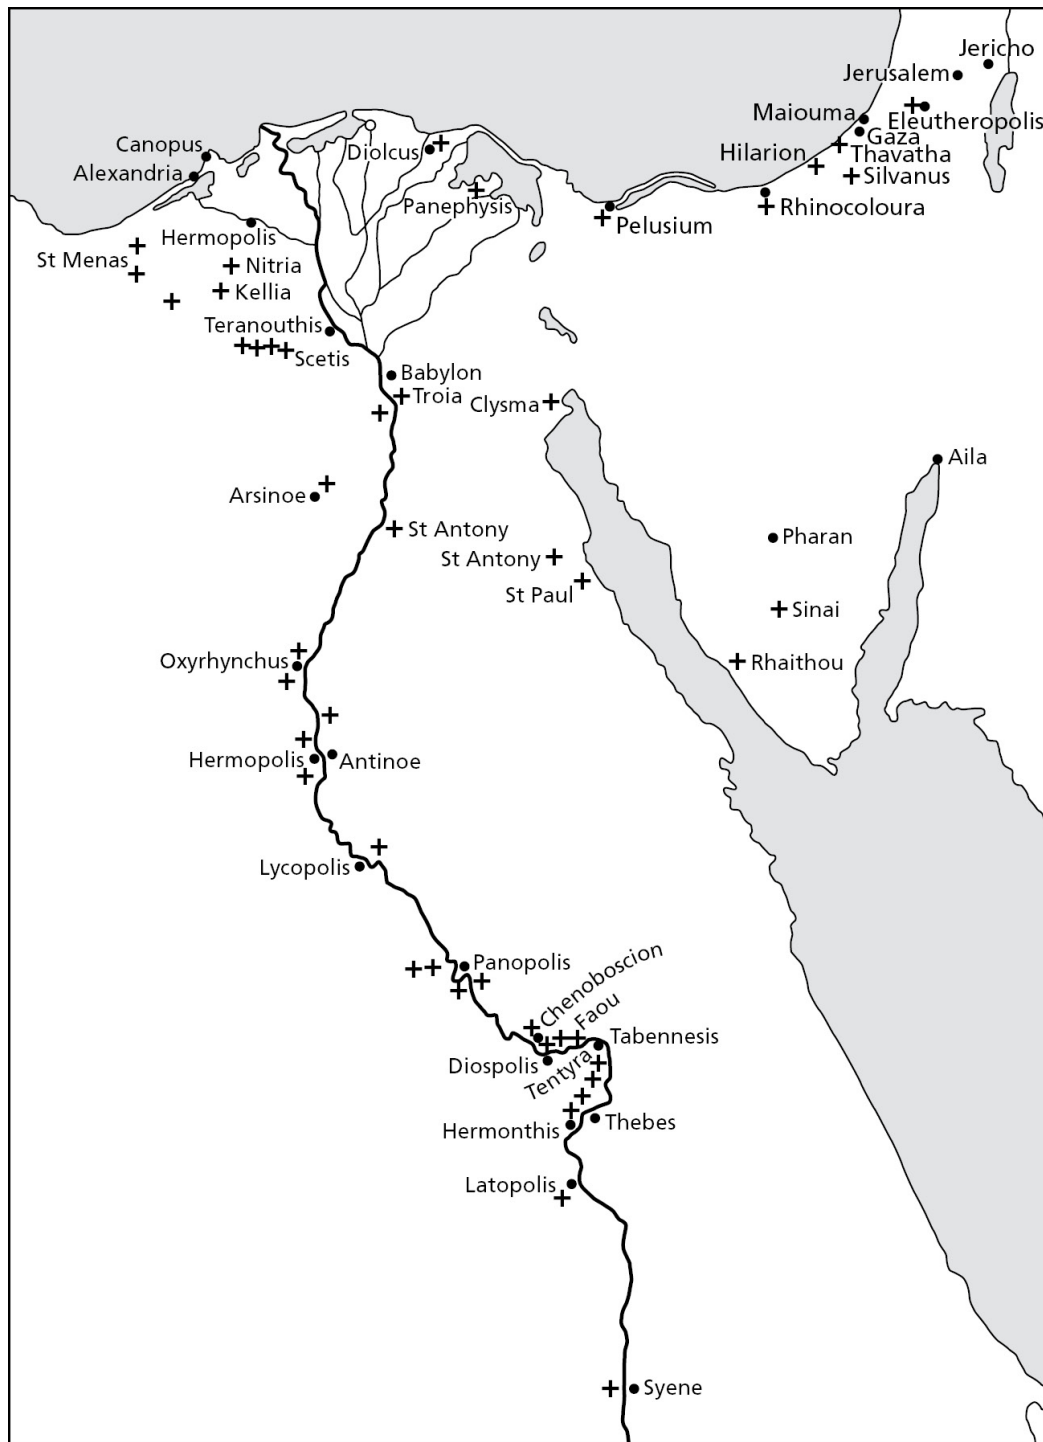 Jericho
Jerusalem
Maiouma
Eleutheropolis
Gaza
Canopus
Diolcus
Hilarion
Thavatha
Alexandria
Silvanus
Panephysis
Rhinocoloura
Pelusium
Hermopolis
St Menas
Nitria
Kellia
Teranouthis
Scetis
Babylon
Troia
Clysma
Aila
Arsinoe
St Antony
Pharan
St Antony
St Paul
Sinai
Oxyrhynchus
Rhaithou
Hermopolis
Antinoe
Lycopolis
Panopolis
Chenoboscion
Faou
Tabennesis
Diospolis
Tentyra
Thebes
Hermonthis
Latopolis
Syene